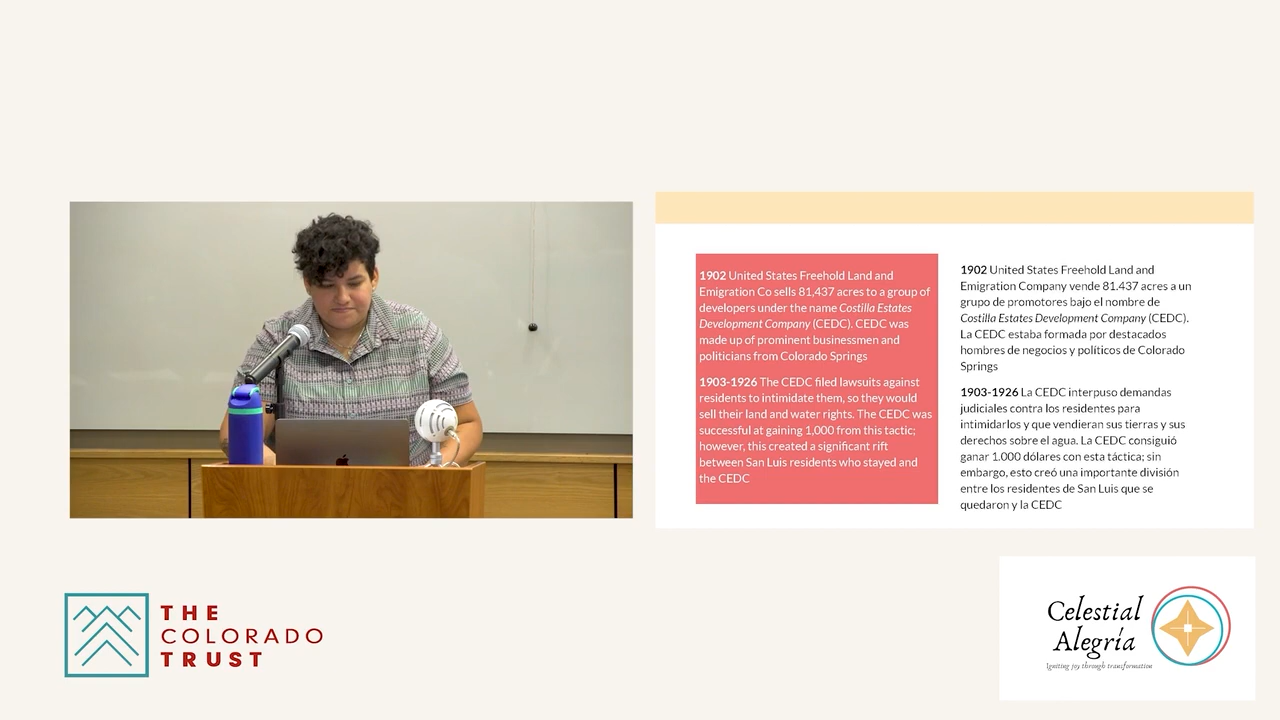 1902 United States Freehold Land and
Emigration Co sells 81,437 acres to a group of
developers under the name Costilla Estates
Development Company (CEDC). CEDC was
made up of prominent businessmen and
politicians from Colorado Springs
1903-1926 The CEDC filed lawsuits against
residents to intimidate them, so they would
sell their land and water rights. The CEDC was
successful at gaining 1,000 from this tactic;
however, this created a significant rift
between San Luis residents who stayed and
the CEDC
1902 United States Freehold Land and
Emigration Company vende 81.437 acres a un
grupo de promotores bajo el nombre de
Costilla Estates Development Company (CEDC).
La CEDC estaba formada por destacados
hombres de negocios y políticos de Colorado
Springs
1903-1926 La CEDC interpuso demandas
judiciales contra los residentes para
intimidarlos y que vendieran sus tierras y sus
derechos sobre el agua. La CEDC consiguió
ganar 1.000 dólares con esta táctica; sin
embargo, esto creó una importante división
entre los residentes de San Luis que se
quedaron y la CEDC
THE
COLORADO
TRUST
Celestial
Alegría
Igniting joy through transformation